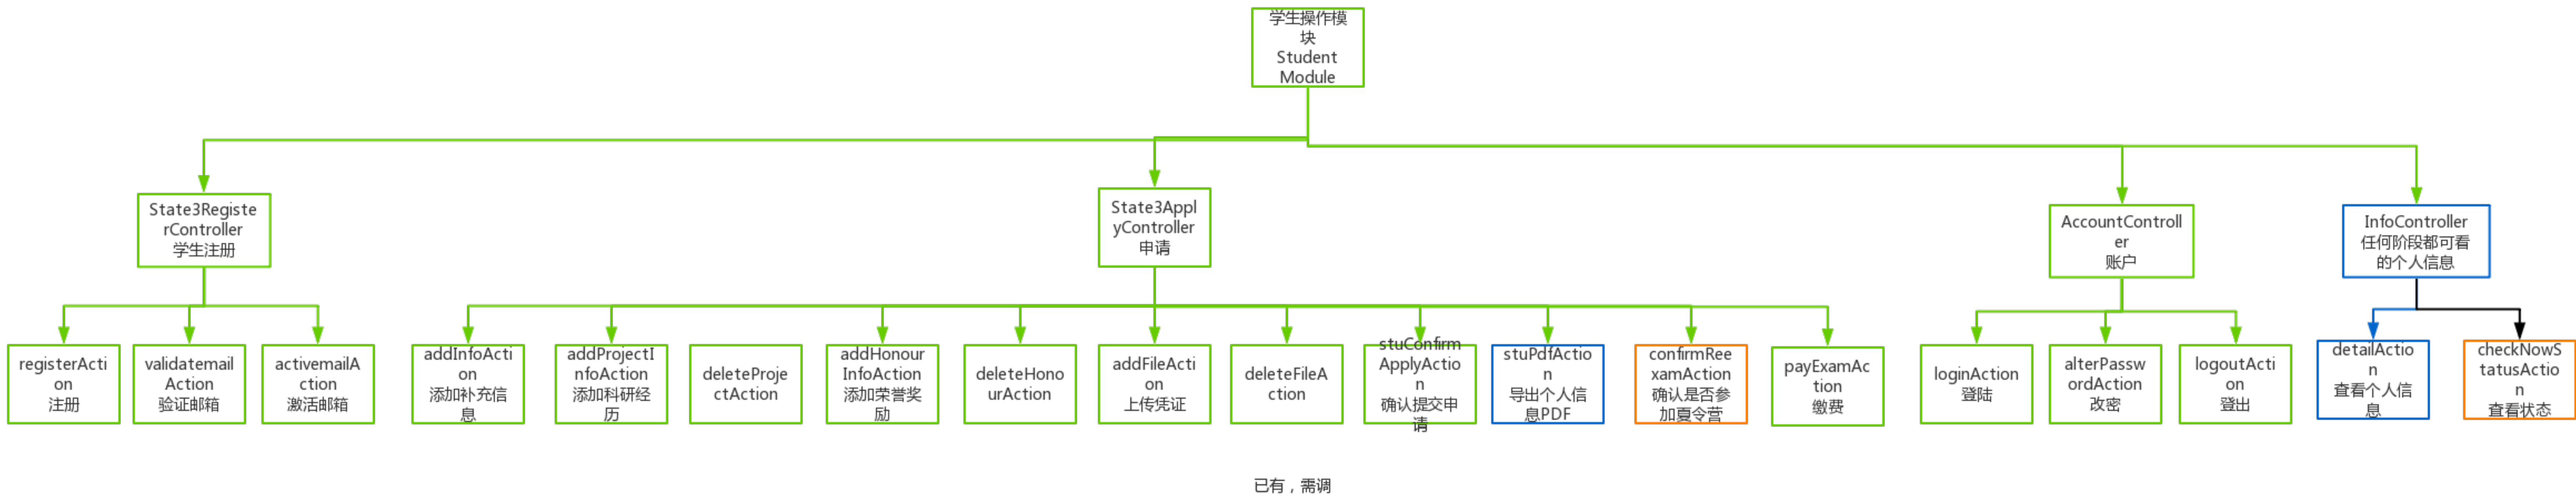 学生操作模
块
Student
Module
State3Registe
rController
学生注册
State3Appl
yController
申请
AccountControll
er
账户
InfoController
任何阶段都可看
的个人信息
registerActi
on
注册
validatemail
Action
验证邮箱
activemailA
ction
激活邮箱
addInfoActi
on
添加补充信
息
addProjectI
nfoAction
添加科研经
历
deleteProje
ctAction
addHonour
InfoAction
添加荣誉奖
励
deleteHono
urAction
addFileActi
on
上传凭证
deleteFileA
ction
stuConfirm
ApplyActio
n
确认提交申
请
stuPdfActio
n
导出个人信
息PDF
confirmRee
xamAction
确认是否参
加夏令营
payExamAc
tion
缴费
loginAction
登陆
alterPassw
ordAction
改密
logoutActi
on
登出
detailActio
n
查看个人信
息
checkNowS
tatusActio
n
查看状态
已有，需调